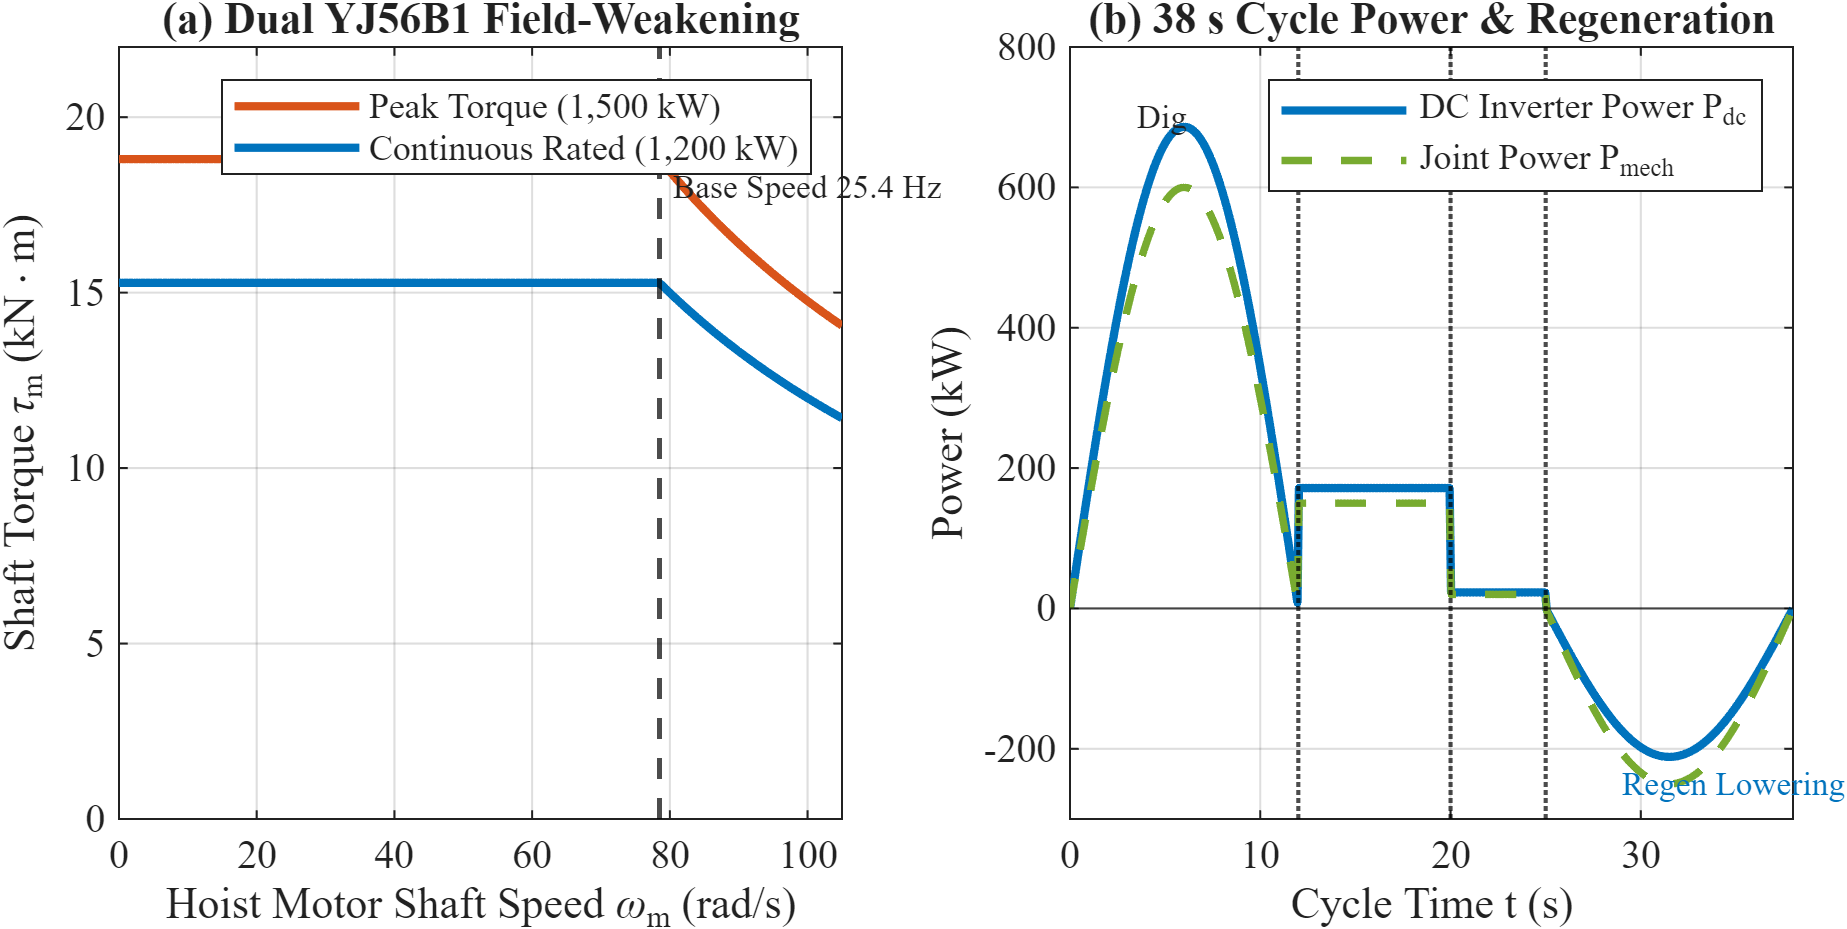 (a) Dual YJ56B1 Field-Weakening
Peak Torque (1,500 kW)
Continuous Rated (1,200 kW)
Base Speed 25.4 Hz
20
15
10
5
0
0 20 40 60 80 100
Shaft Torque τm (kN · m)
Hoist Motor Shaft Speed ωm (rad/s)
(b) 38 s Cycle Power & Regeneration
DC Inverter Power Pdc
Joint Power Pmech
Dig
Regen Lowering
800
600
400
200
0
-200
0 10 20 30
Power (kW)
Cycle Time t (s)